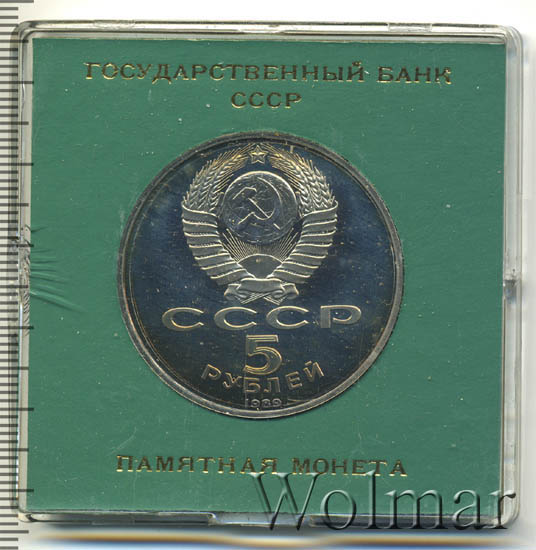 ГОСУДАРСТВЕННЫЙ БАНК
СССР
СССР
5
РУБЛЕЙ
1989
ПАМЯТНАЯ МОНЕТА
Wolmar